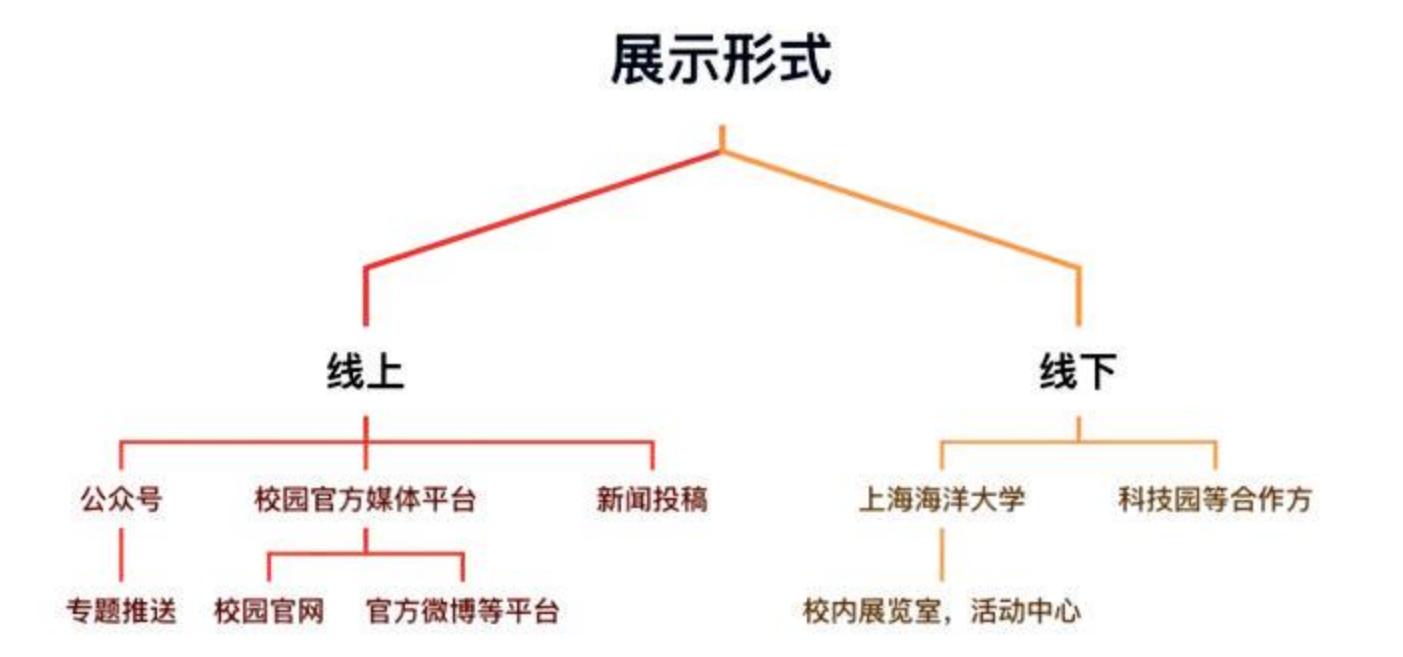 展示形式
线上
线下
公众号
校园官方媒体平台
新闻投稿
上海海洋大学
科技园等合作方
专题推送
校园官网
官方微博等平台
校内展览室，活动中心